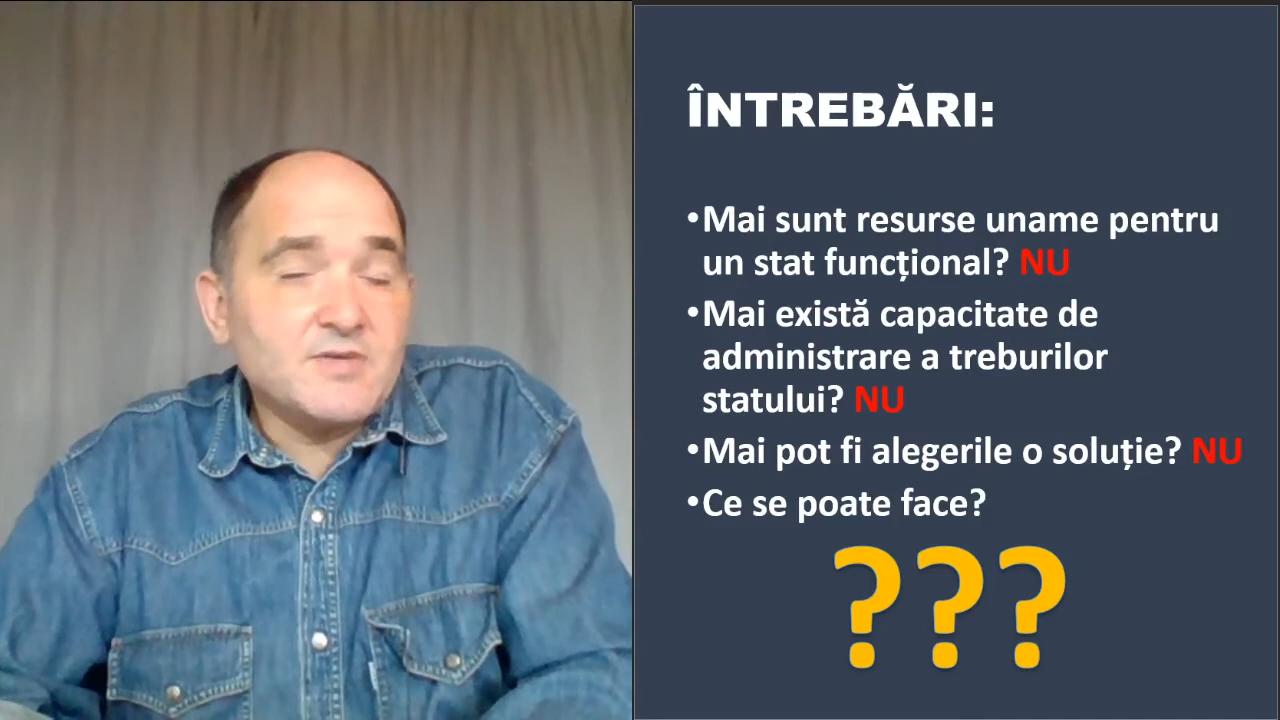 ÎNTREBĂRI:
•Mai sunt resurse uname pentru
un stat funcțional? NU
•Mai există capacitate de
administrare a treburilor
statului? NU
•Mai pot fi alegerile o soluție? NU
•Ce se poate face?
???